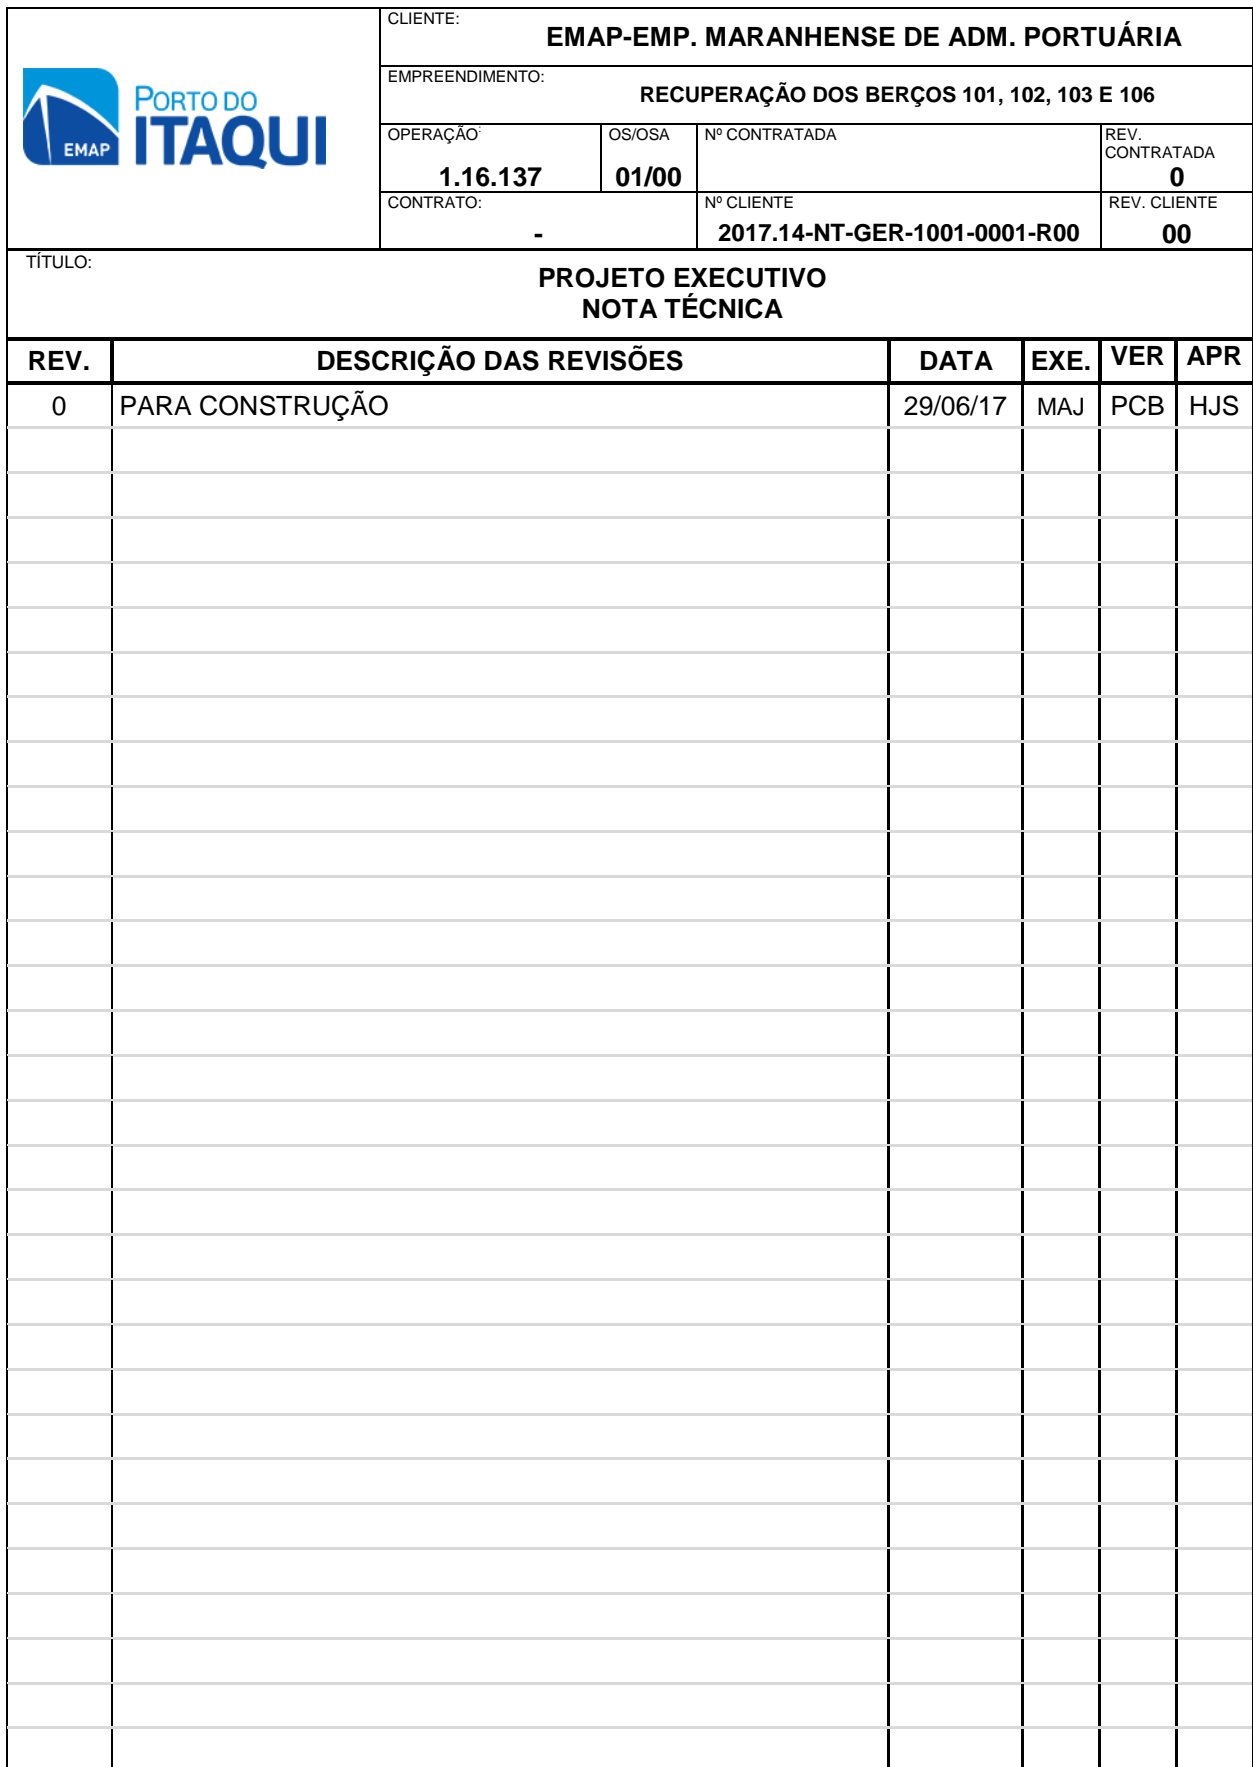 PORTO DO
ITAQUI
EMAP
CLIENTE:
EMAP-EMP. MARANHENSE DE ADM. PORTUÁRIA
EMPREENDIMENTO:
RECUPERAÇÃO DOS BERÇOS 101, 102, 103 E 106
OPERAÇÃO:
1.16.137
OS/OSA
01/00
Nº CONTRATADA
REV.
CONTRATADA
0
CONTRATO:
-
Nº CLIENTE
2017.14-NT-GER-1001-0001-R00
REV. CLIENTE
00
TÍTULO:
PROJETO EXECUTIVO
NOTA TÉCNICA
REV. DESCRIÇÃO DAS REVISÕES DATA EXE. VER APR
0 PARA CONSTRUÇÃO 29/06/17 MAJ PCB HJS